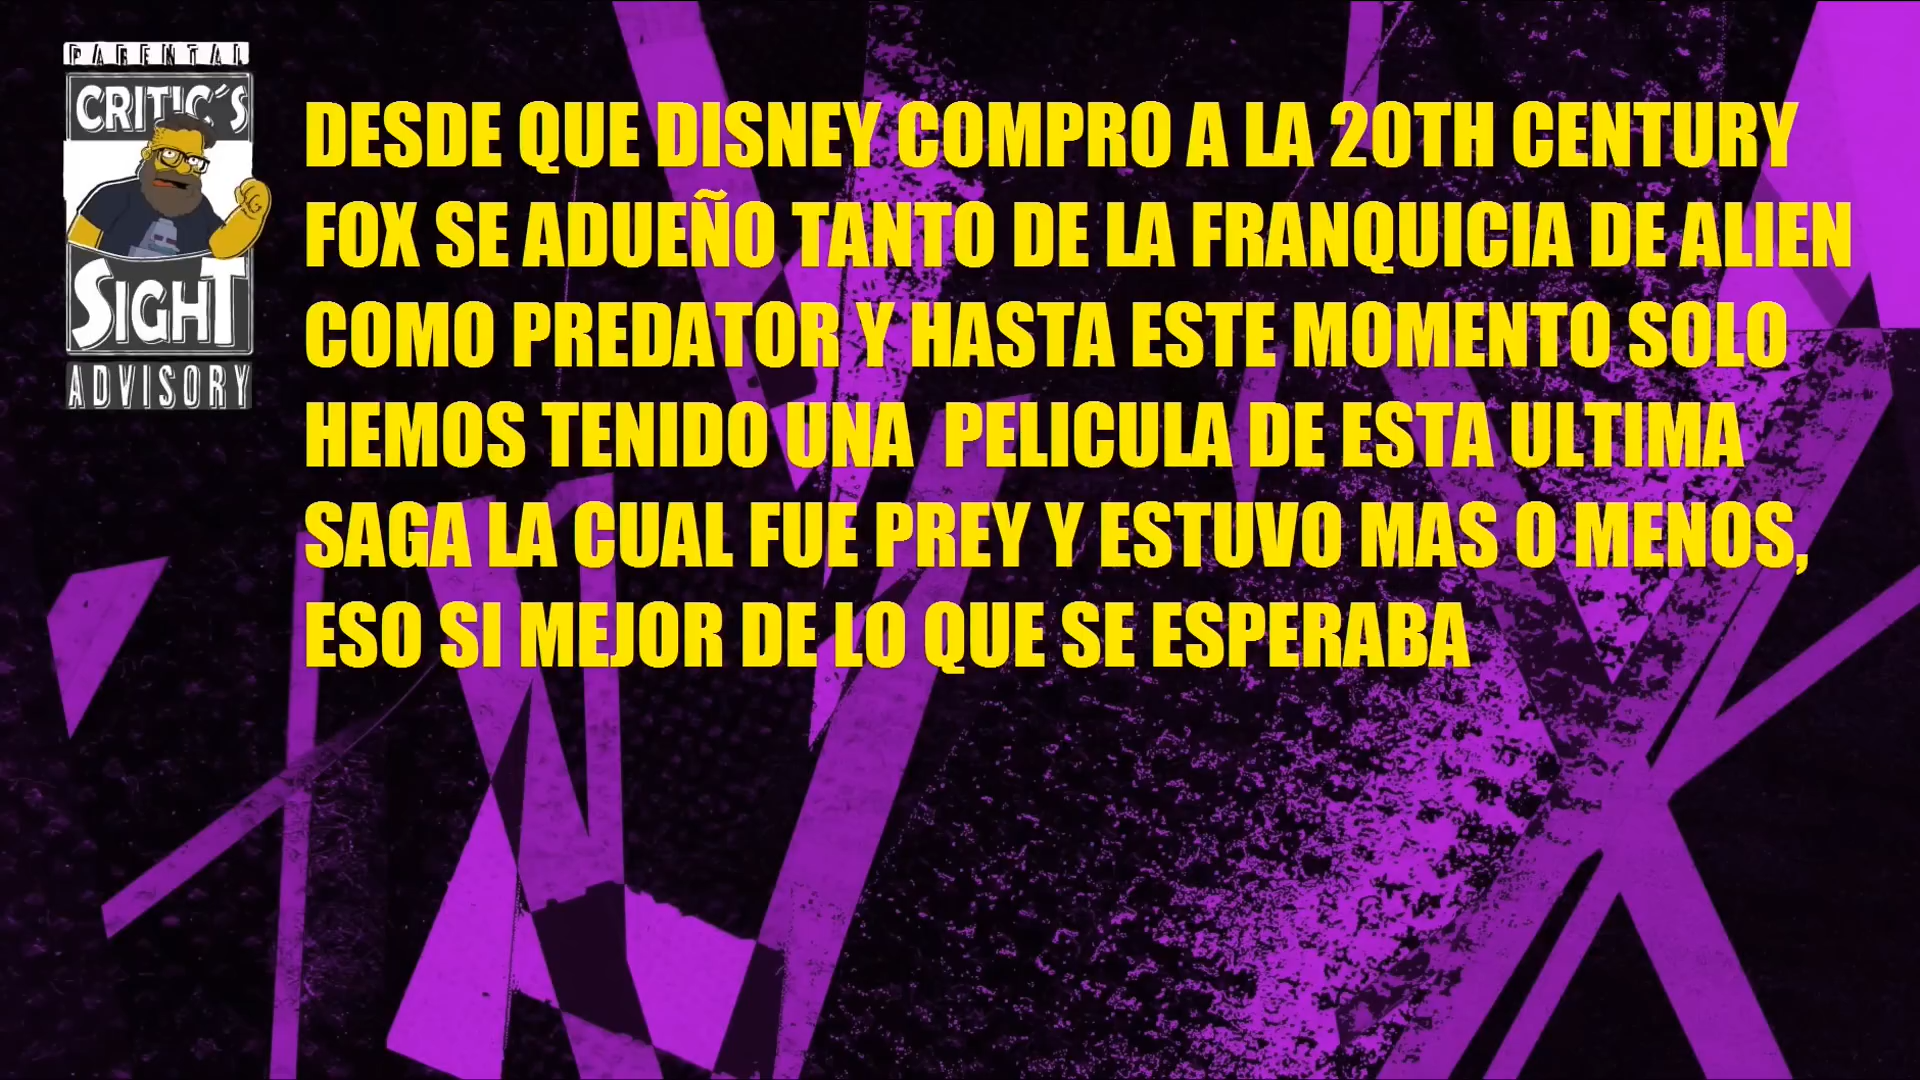 PARENTAL
CRITIC´S
SIGHT
ADVISORY
DESDE QUE DISNEY COMPRO A LA 20TH CENTURY
FOX SE ADUEÑO TANTO DE LA FRANQUICIA DE ALIEN
COMO PREDATOR Y HASTA ESTE MOMENTO SOLO
HEMOS TENIDO UNA PELICULA DE ESTA ULTIMA
SAGA LA CUAL FUE PREY Y ESTUVO MAS O MENOS,
ESO SI MEJOR DE LO QUE SE ESPERABA